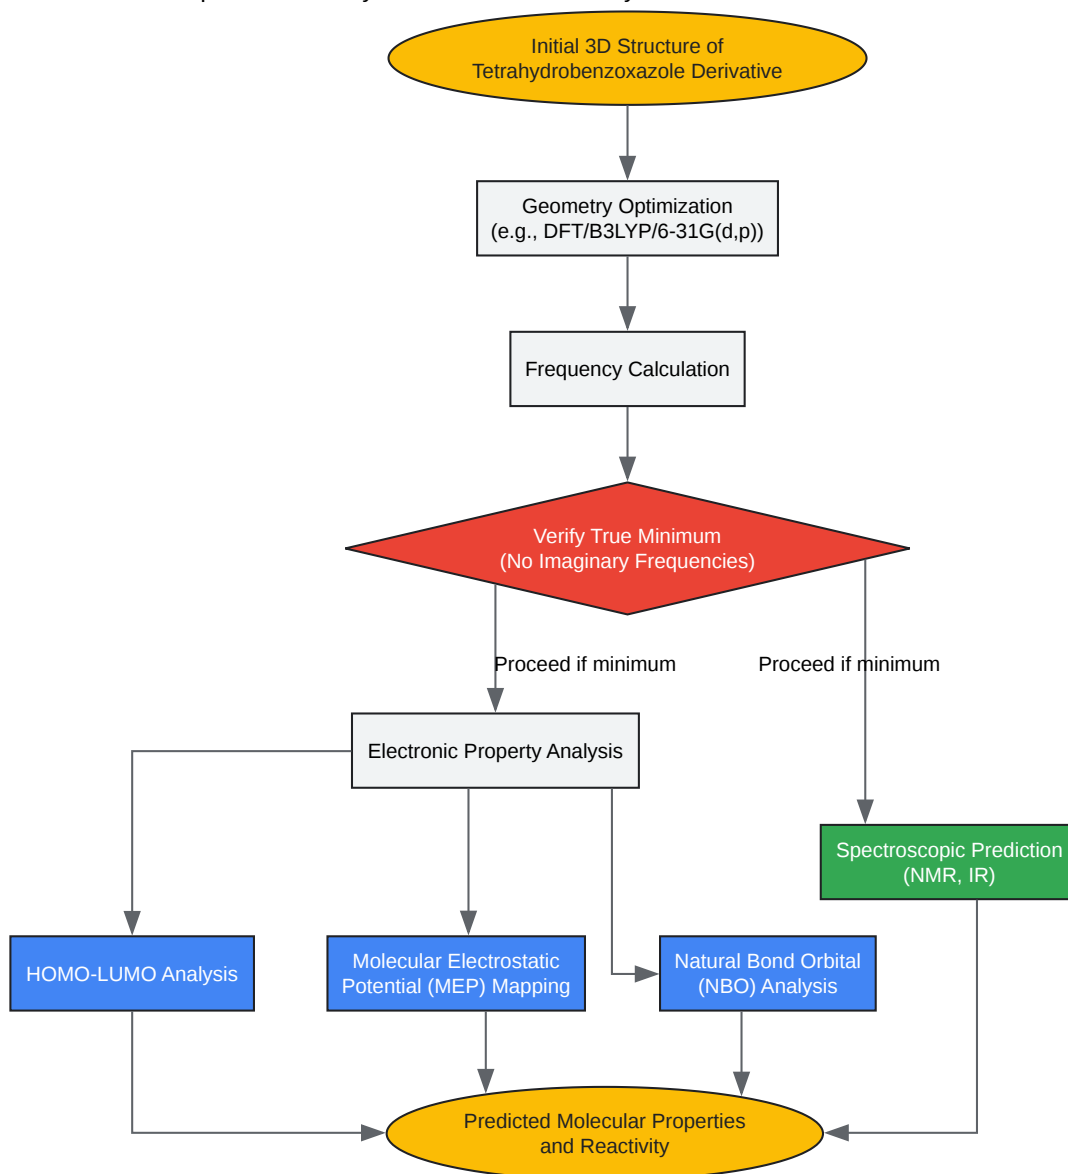 Initial 3D Structure of
Tetrahydrobenzoxazole Derivative
Geometry Optimization
(e.g., DFT/B3LYP/6-31G(d,p))
Frequency Calculation
Verify True Minimum
(No Imaginary Frequencies)
Proceed if minimum
Proceed if minimum
Electronic Property Analysis
Spectroscopic Prediction
(NMR, IR)
HOMO-LUMO Analysis
Molecular Electrostatic
Potential (MEP) Mapping
Natural Bond Orbital
(NBO) Analysis
Predicted Molecular Properties
and Reactivity